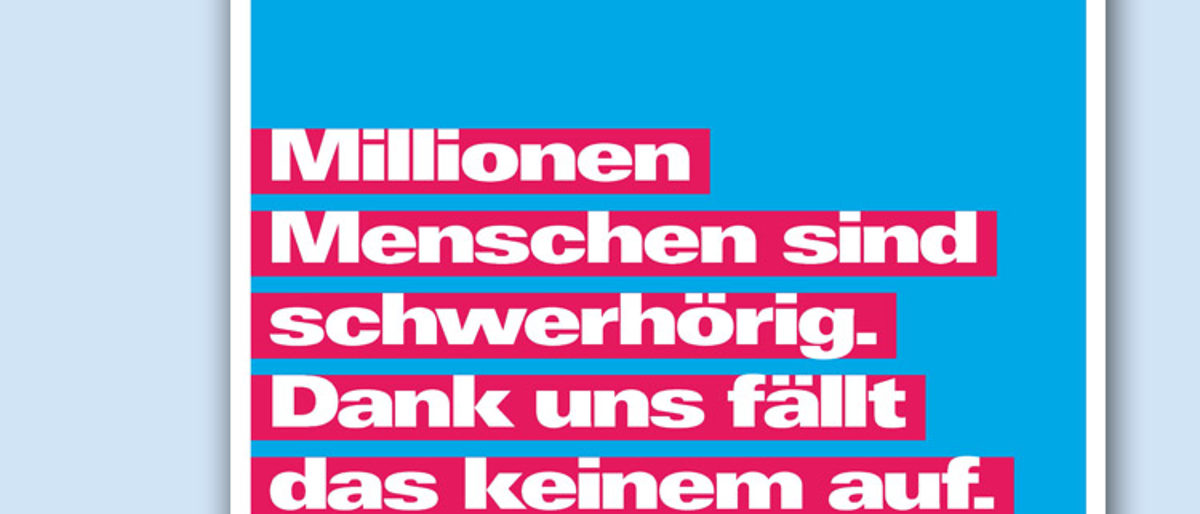 Millionen
Menschen sind
schwerhörig.
Dank uns fällt
das keinem auf.